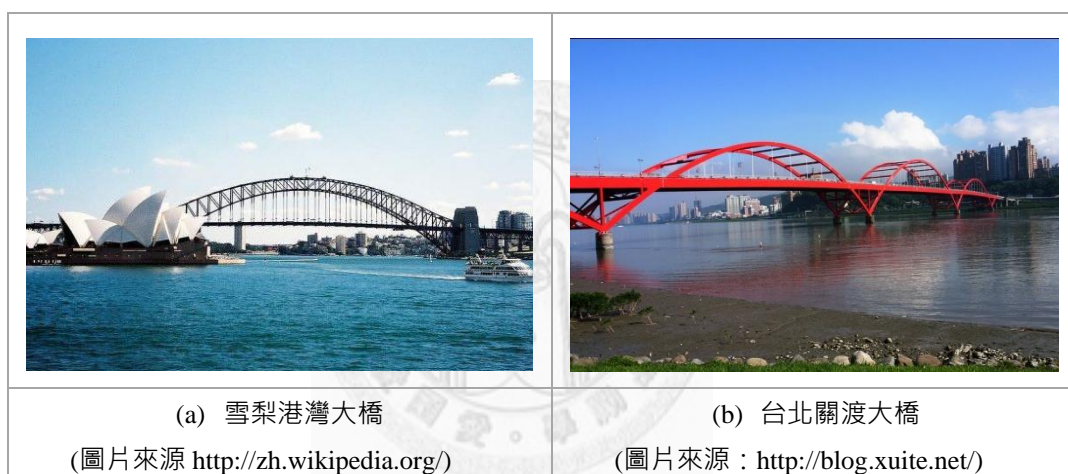 (a) 雪梨港灣大橋
(圖片來源 http://zh.wikipedia.org/)
(b) 台北關渡大橋
(圖片來源：http://blog.xuite.net/)